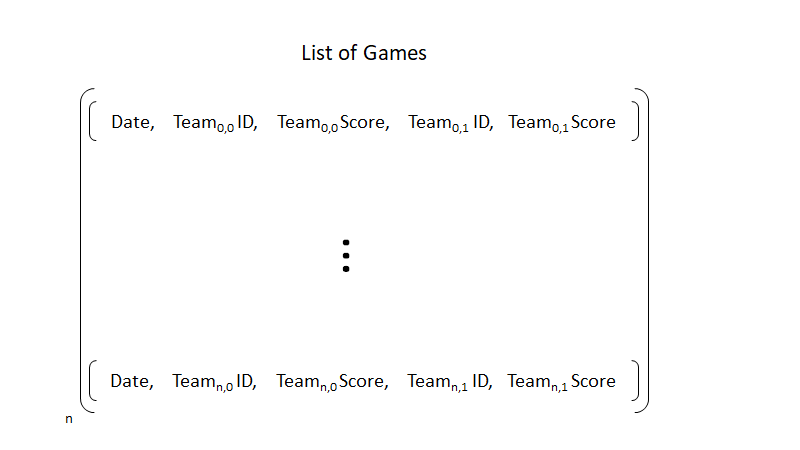 List of Games
Date, Team0,0 ID, Team0,0 Score, Team0,1 ID, Team0,1 Score
Date, Teamn,0 ID, Teamn,0 Score, Teamn,1 ID, Teamn,1 Score
n